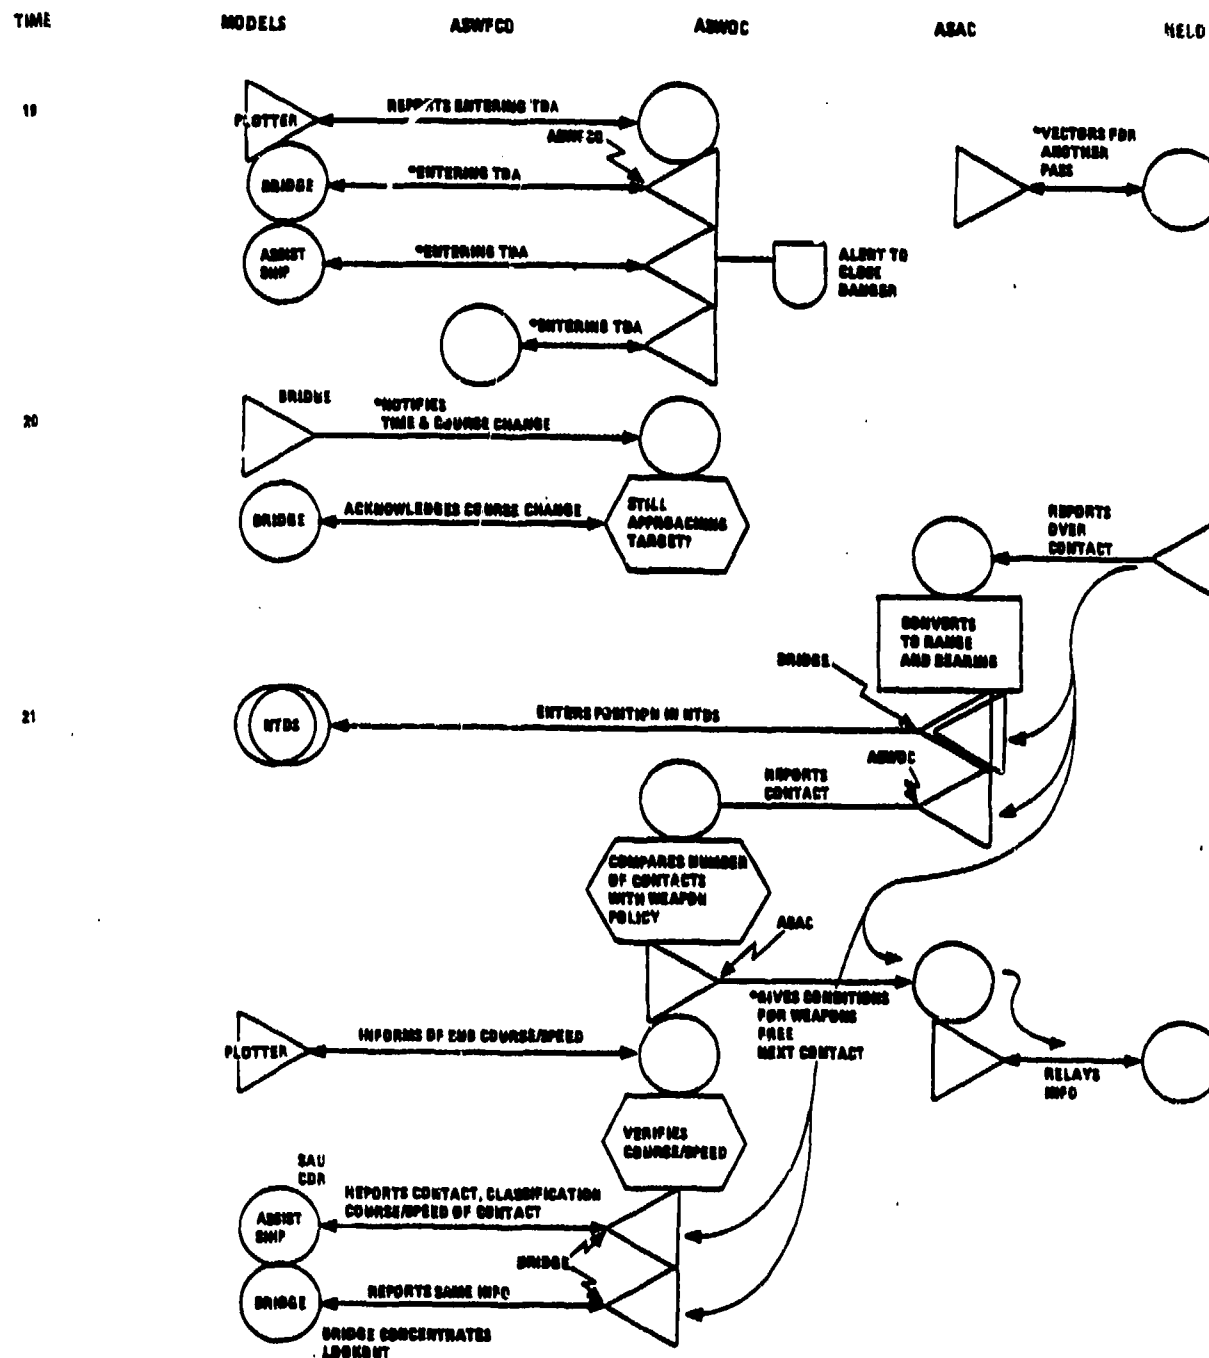 TIME MODELS ASWFCO ASWOC ASAC HELO
19
PLOTTER
REPORTS ENTERING TDA
ASWFCO
*VECTORS FOR
ANOTHER
PASS
BRIDGE
*ENTERING TDA
ASSIST
SHIP
*ENTERING TDA
ALERT TO
CLOSE
DANGER
*ENTERING TDA
20
BRIDGE
*NOTIFIES
TIME & COURSE CHANGE
BRIDGE
ACKNOWLEDGES COURSE CHANGE
STILL
APPROACHING
TARGET?
REPORTS
OVER
CONTACT
CONVERTS
TO RANGE
AND BEARING
BRIDGE
21
NTDS
ENTERS POSITION IN NTDS
ASWOC
REPORTS
CONTACT
COMPARES NUMBER
OF CONTACTS
WITH WEAPON
POLICY
ASAC
*GIVES CONDITIONS
FOR WEAPONS
FREE
NEXT CONTACT
PLOTTER
INFORMS OF 2ND COURSE/SPEED
RELAYS
INFO
VERIFIES
COURSE/SPEED
SAU
CDR
ASSIST
SHIP
REPORTS CONTACT, CLASSIFICATION
COURSE/SPEED OF CONTACT
BRIDGE
BRIDGE
REPORTS SAME INFO
BRIDGE CONCENTRATES
LOOKOUT